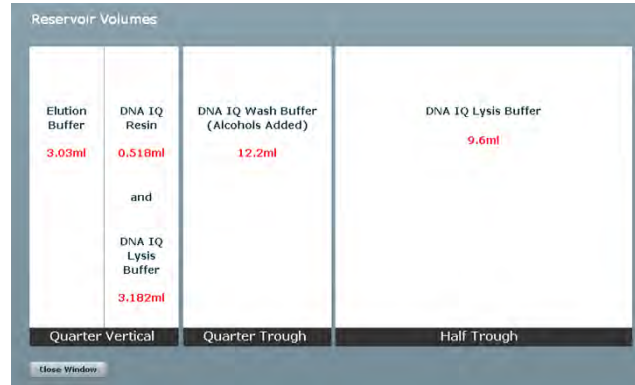 Reservoir Volumes
Elution
Buffer
3.03ml
DNA IQ
Resin
0.518ml
and
DNA IQ
Lysis
Buffer
3.182ml
DNA IQ Wash Buffer
(Alcohols Added)
12.2ml
DNA IQ Lysis Buffer
9.6ml
Quarter Vertical
Quarter Trough
Half Trough
Close Window